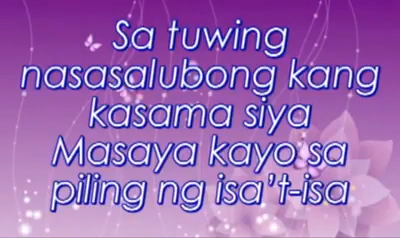 Sa tuwing
nasasalubong kang
kasama siya
Masaya kayo sa
piling ng isa't-isa